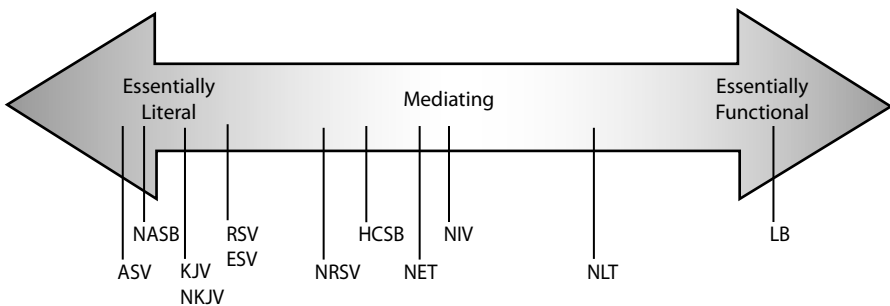 Essentially
Literal
Mediating
Essentially
Functional
NASB
RSV
ESV
HCSB
NIV
LB
ASV
KJV
NKJV
NRSV
NET
NLT